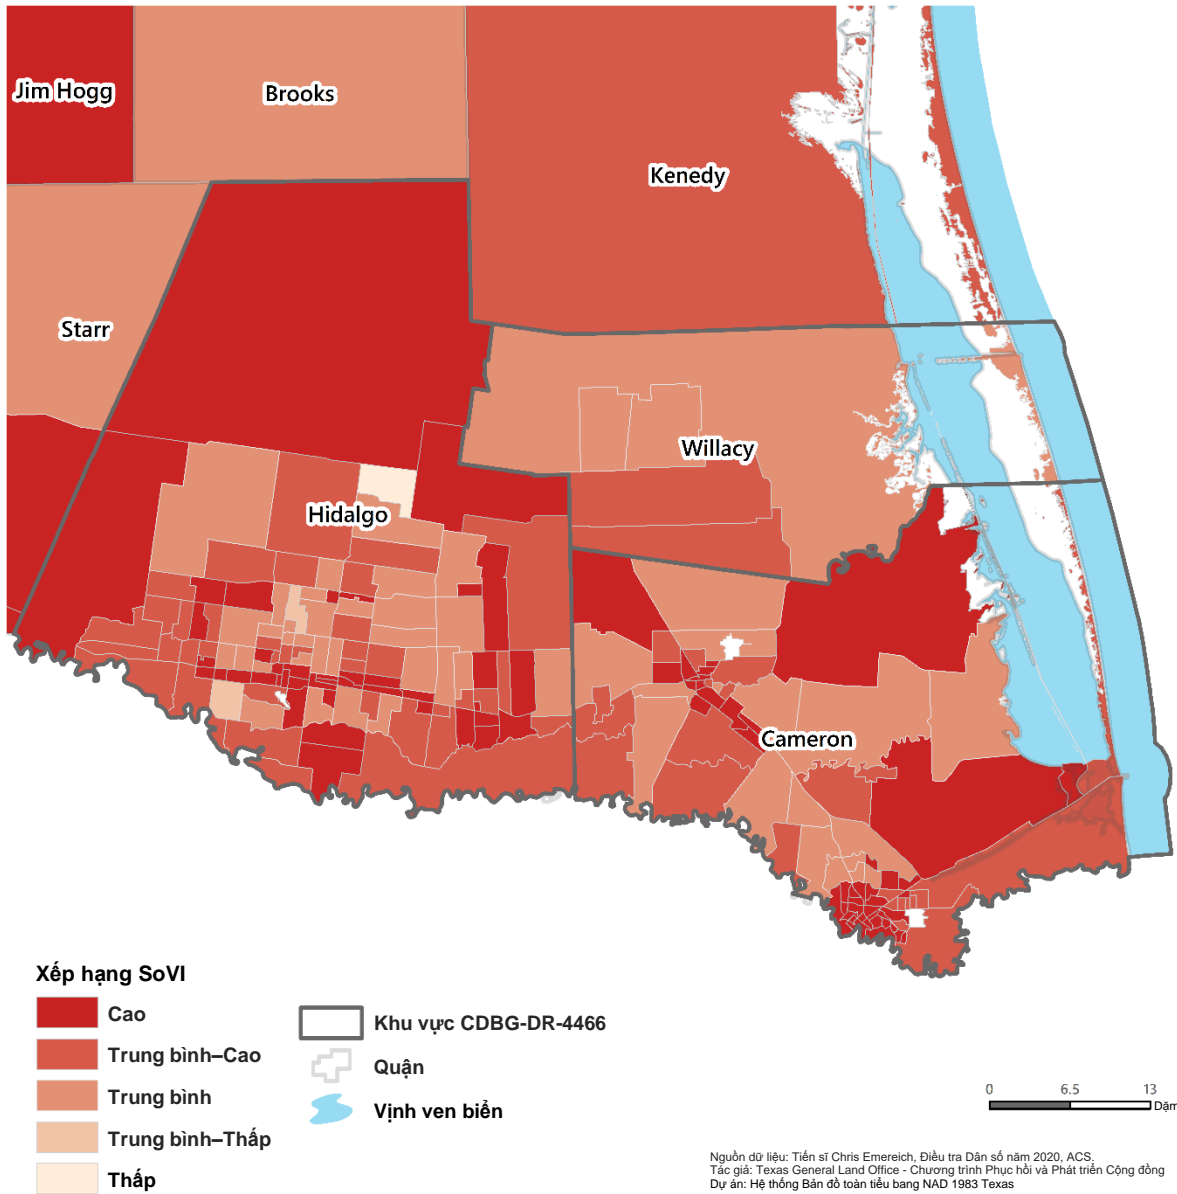 Jim Hogg
Brooks
Kenedy
Starr
Willacy
Hidalgo
Cameron
Xếp hạng SoVI
Cao
Trung bình–Cao
Trung bình
Trung bình–Thấp
Thấp
Khu vực CDBG-DR-4466
Quận
Vịnh ven biển
0 6.5 13
Dặm
Nguồn dữ liệu: Tiến sĩ Chris Emereich, Điều tra Dân số năm 2020, ACS.
Tác giả: Texas General Land Office - Chương trình Phục hồi và Phát triển Cộng đồng
Dự án: Hệ thống Bản đồ toàn tiểu bang NAD 1983 Texas